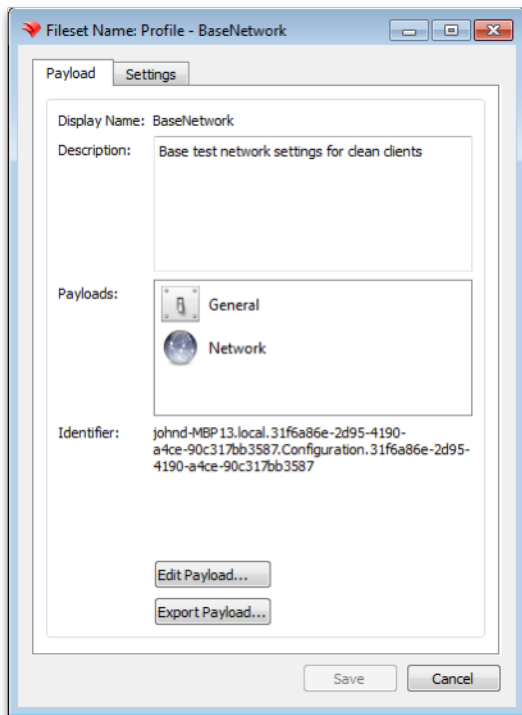 Fileset Name: Profile - BaseNetwork
Payload
Settings
Display Name: BaseNetwork
Description:
Base test network settings for clean clients
Payloads:
General
Network
Identifier:
johnd-MBP13.local.31f6a86e-2d95-4190-
a4ce-90c317bb3587.Configuration.31f6a86e-2d95-
4190-a4ce-90c317bb3587
Edit Payload...
Export Payload...
Save
Cancel